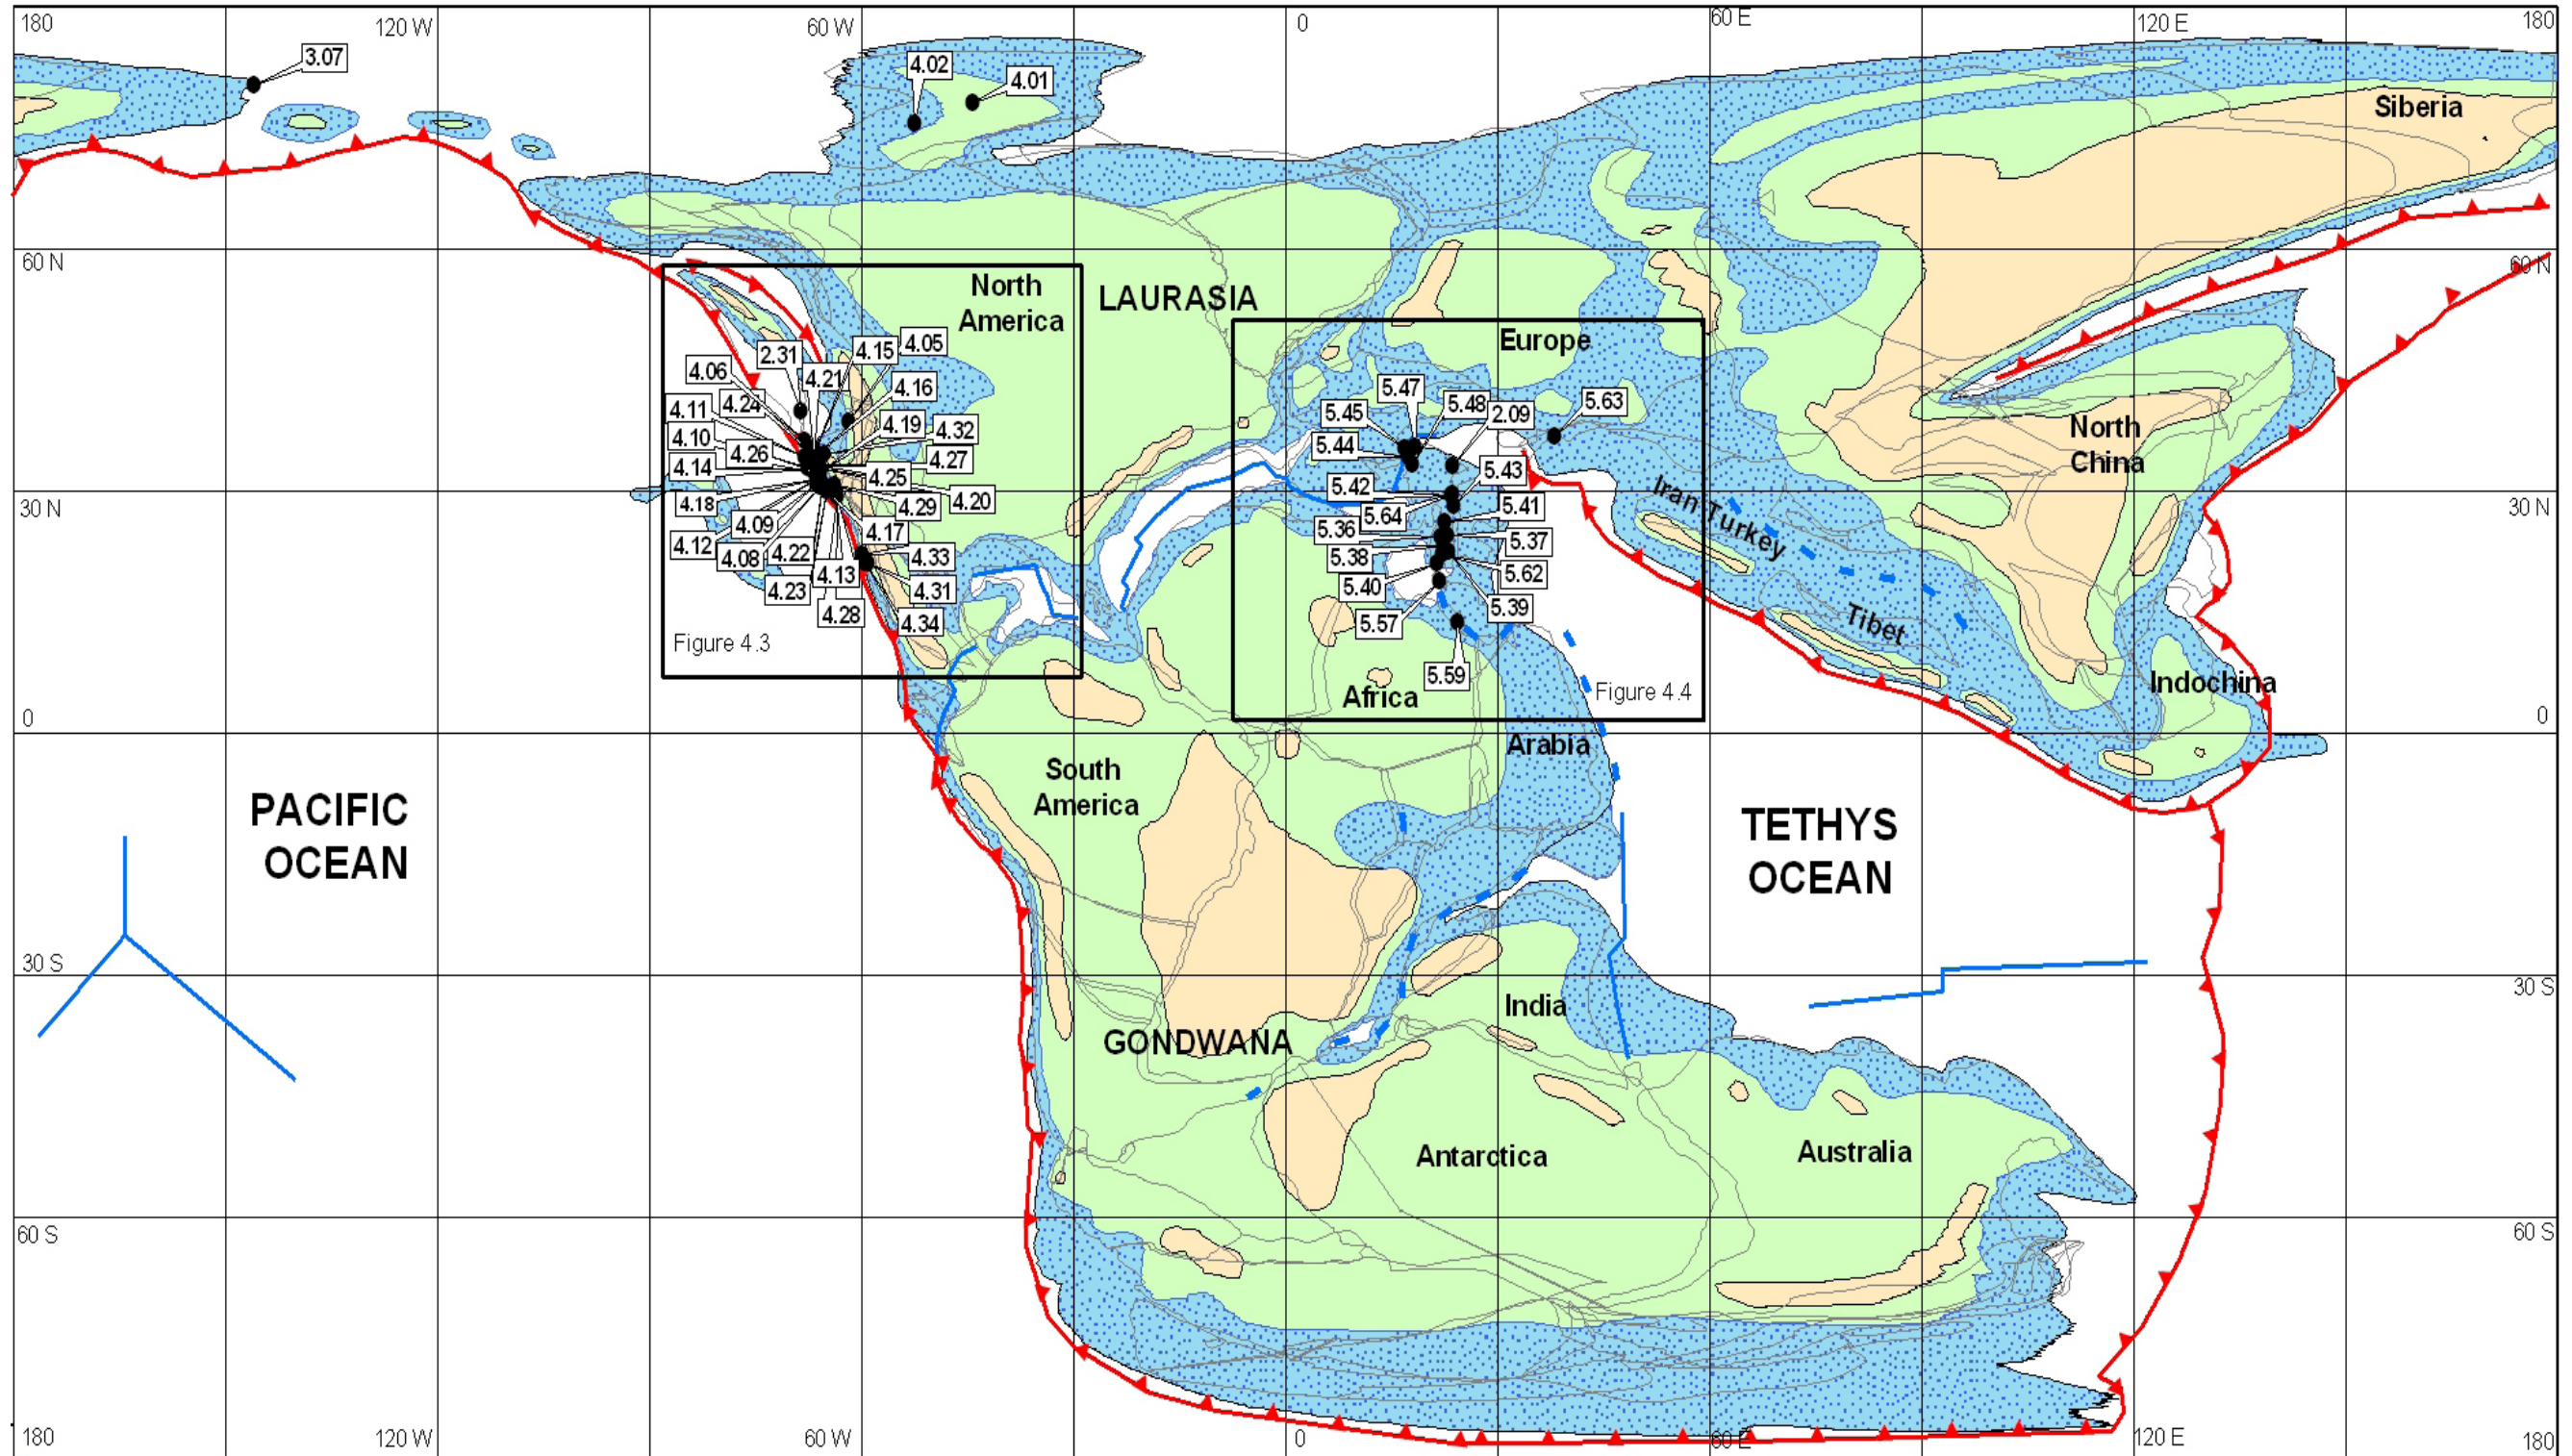 180
120 W
60 W
0
60 E
120 E
180
3.07
4.02
4.01
Siberia
60 N
60 N
North
America
LAURASIA
Europe
2.31
4.15
4.05
4.06
4.21
4.16
4.24
4.11
4.19
4.32
4.10
4.26
4.27
4.14
4.25
4.20
4.18
4.29
4.09
4.17
4.12
4.08
4.22
4.33
4.13
4.23
4.31
4.28
4.34
Figure 4.3
5.47
5.48
2.09
5.63
5.45
5.44
5.43
5.42
5.41
5.64
5.36
5.37
5.38
5.62
5.40
5.39
5.57
5.59
Africa
Figure 4.4
North
China
30 N
30 N
Iran Turkey
Tibet
Indochina
0
0
Arabia
South
America
PACIFIC
OCEAN
TETHYS
OCEAN
30 S
30 S
India
GONDWANA
Antarctica
Australia
60 S
60 S
180
120 W
60 W
0
60 E
120 E
180